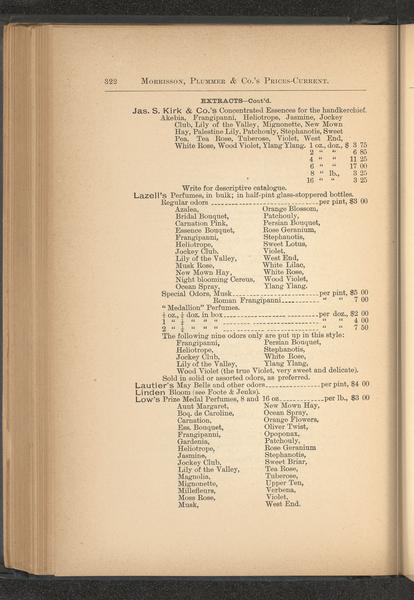 322 MORRISSON, PLUMMER & CO.'S PRICES-CURRENT.
EXTRACTS—Cont'd.
Jas. S. Kirk & Co.'s Concentrated Essences for the handkerchief.
Akebia, Frangipanni, Heliotrope, Jasmine, Jockey
Club, Lily of the Valley, Mignonette, New Mown
Hay, Palestine Lily, Patchouly, Stephanotis, Sweet
Pea, Tea Rose, Tuberose, Violet, West End,
White Rose, Wood Violet, Ylang Ylang. 1 oz., doz., $ 3 75
2 " " 6 85
4 " " 11 25
6 " " 17 00
8 " lb., 3 25
16 " " 3 25
Write for descriptive catalogue.
Lazell's Perfumes, in bulk; in half-pint glass-stoppered bottles.
Regular odors per pint, $3 00
Azalea, Orange Blossom,
Bridal Bouquet, Patchouly,
Carnation Pink, Persian Bouquet,
Essence Bouquet, Rose Geranium,
Frangipanni, Stephanotis,
Heliotrope, Sweet Lotus,
Jockey Club, Violet,
Lily of the Valley, West End,
Musk Rose, White Lilac,
New Mown Hay, White Rose,
Night blooming Cereus, Wood Violet,
Ocean Spray, Ylang Ylang.
Special Odors, Musk per pint, $5 00
Roman Frangipanni " " 7 00
"Medallion" Perfumes.
½ oz., ½ doz. in box per doz., $2 00
1 " ½ " " " " " 4 00
2 " ½ " " " " " 7 50
The following nine odors only are put up in this style:
Frangipanni, Persian Bouquet,
Heliotrope, Stephanotis,
Jockey Club, White Rose,
Lily of the Valley, Ylang Ylang,
Wood Violet (the true Violet, very sweet and delicate).
Sold in solid or assorted odors, as preferred.
Lautier's May Bells and other odors per pint, $4 00
Linden Bloom (see Foote & Jenks).
Low's Prize Medal Perfumes, 8 and 16 oz per lb., $3 00
Aunt Margaret, New Mown Hay,
Boq. de Caroline, Ocean Spray,
Carnation, Orange Flowers,
Ess. Bouquet, Oliver Twist,
Frangipanni, Opoponax,
Gardenia, Patchouly,
Heliotrope, Rose Geranium
Jasmine, Stephanotis,
Jockey Club, Sweet Briar,
Lily of the Valley, Tea Rose,
Magnolia, Tuberose,
Mignonette, Upper Ten,
Millefleurs, Verbena,
Moss Rose, Violet,
Musk, West End.